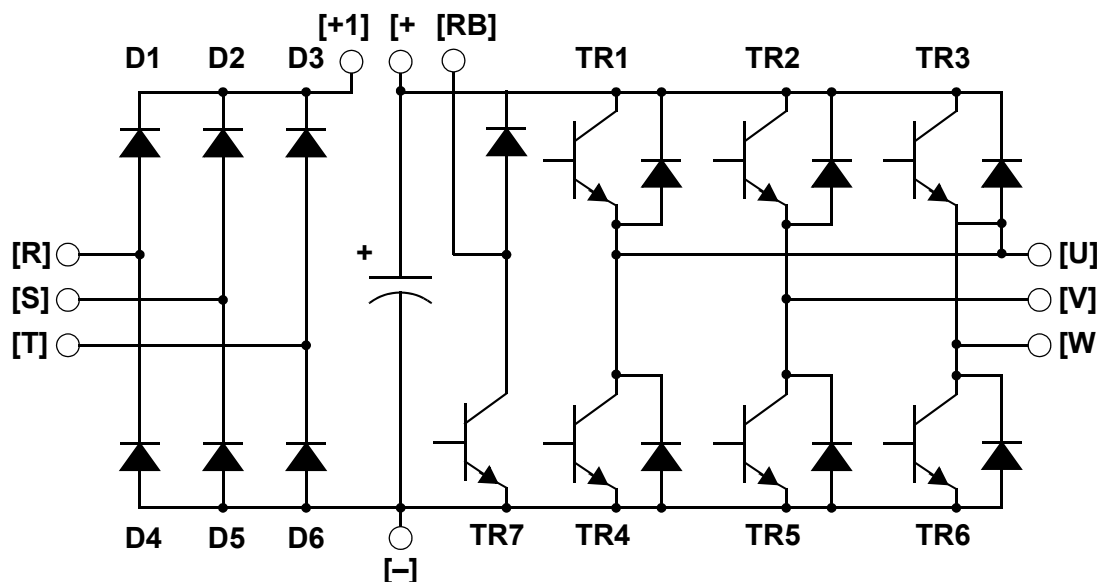 [+1] [+ [RB]
D1 D2 D3 TR1 TR2 TR3
[R]
+
[U]
[S]
[V]
[T]
[W
D4 D5 D6 TR7 TR4 TR5 TR6
[–]